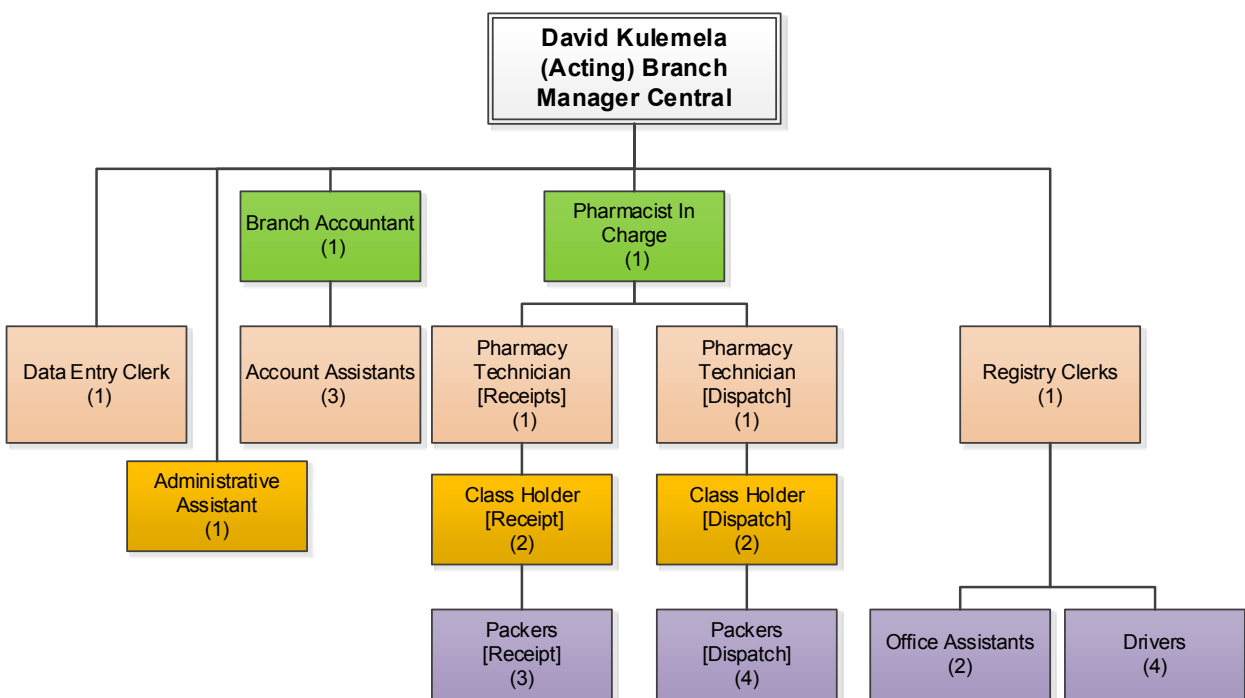 David Kulemela
(Acting) Branch
Manager Central
Branch Accountant
(1)
Pharmacist In
Charge
(1)
Data Entry Clerk
(1)
Account Assistants
(3)
Pharmacy
Technician
[Receipts]
(1)
Pharmacy
Technician
[Dispatch]
(1)
Registry Clerks
(1)
Administrative
Assistant
(1)
Class Holder
[Receipt]
(2)
Class Holder
[Dispatch]
(2)
Packers
[Receipt]
(3)
Packers
[Dispatch]
(4)
Office Assistants
(2)
Drivers
(4)